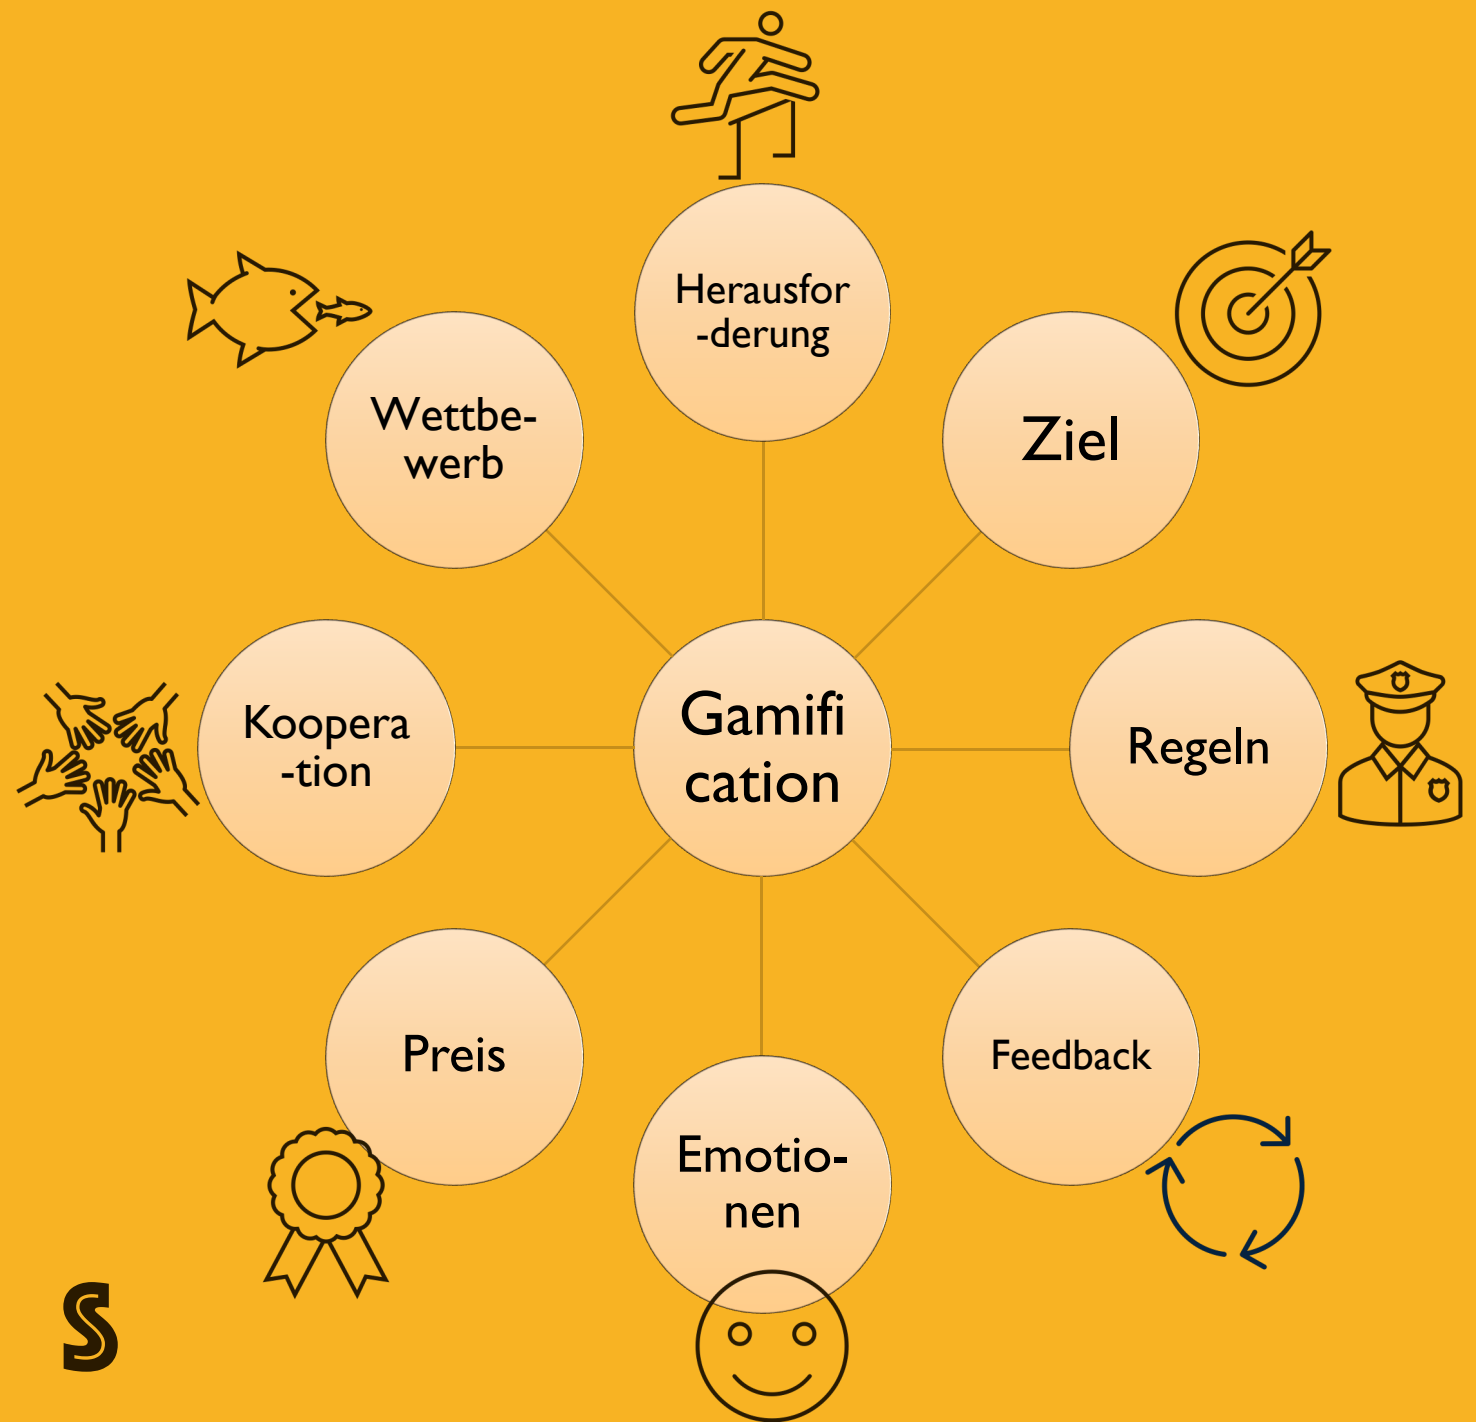 Herausfor
-derung
Ziel
Regeln
Feedback
Emotio-
nen
Preis
Koopera
-tion
Wettbe-
werb
Gamifi
cation
S